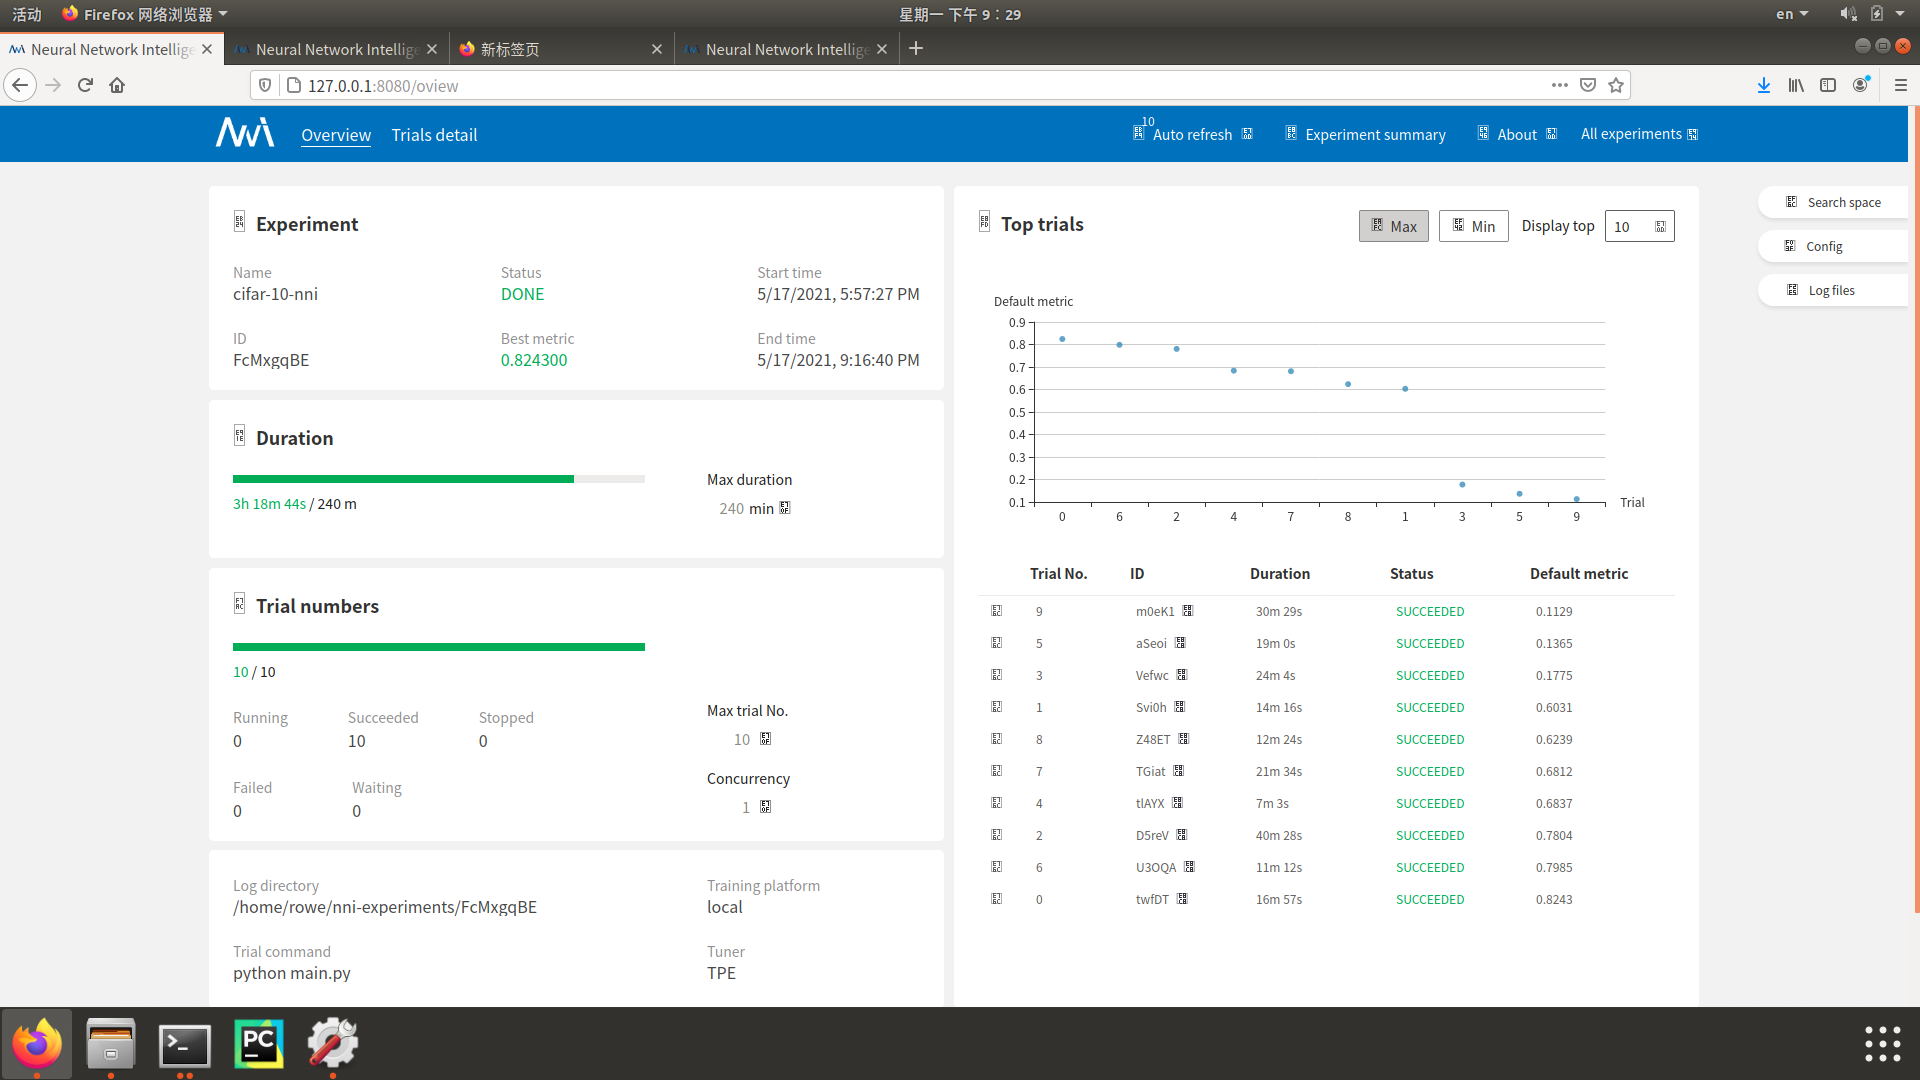 活动 Firefox 网络浏览器 星期一 下午 9：29 en
Neural Network Intellige Neural Network Intellige 新标签页 Neural Network Intellige
127.0.0.1:8080/oview
Overview Trials detail 10 Auto refresh Experiment summary About All experiments
Experiment
Name Status Start time
cifar-10-nni DONE 5/17/2021, 5:57:27 PM
ID Best metric End time
FcMxgqBE 0.824300 5/17/2021, 9:16:40 PM
Duration
Max duration
3h 18m 44s / 240 m
240 min
Trial numbers
10 / 10
Running Succeeded Stopped
0 10 0
Max trial No.
10
Failed Waiting
0 0
Concurrency
1
Log directory Training platform
/home/rowe/nni-experiments/FcMxgqBE local
Trial command Tuner
python main.py TPE
Top trials Max Min Display top 10
Default metric
0.9
0.8
0.7
0.6
0.5
0.4
0.3
0.2
0.1
0 6 2 4 7 8 1 3 5 9
Trial
Trial No. ID Duration Status Default metric
9 m0eK1 30m 29s SUCCEEDED 0.1129
5 aSeoi 19m 0s SUCCEEDED 0.1365
3 Vefwc 24m 4s SUCCEEDED 0.1775
1 Svi0h 14m 16s SUCCEEDED 0.6031
8 Z48ET 12m 24s SUCCEEDED 0.6239
7 TGiat 21m 34s SUCCEEDED 0.6812
4 tlAYX 7m 3s SUCCEEDED 0.6837
2 D5reV 40m 28s SUCCEEDED 0.7804
6 U3OQA 11m 12s SUCCEEDED 0.7985
0 twfDT 16m 57s SUCCEEDED 0.8243
Search space
Config
Log files
PC